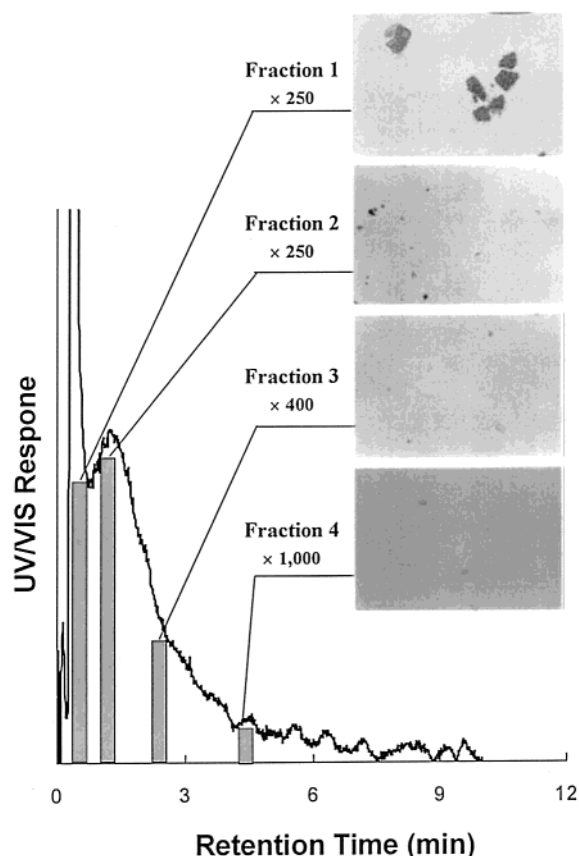 Fraction 1
× 250
Fraction 2
× 250
Fraction 3
× 400
Fraction 4
× 1,000
UV/VIS Respone
0 3 6 9 12
Retention Time (min)